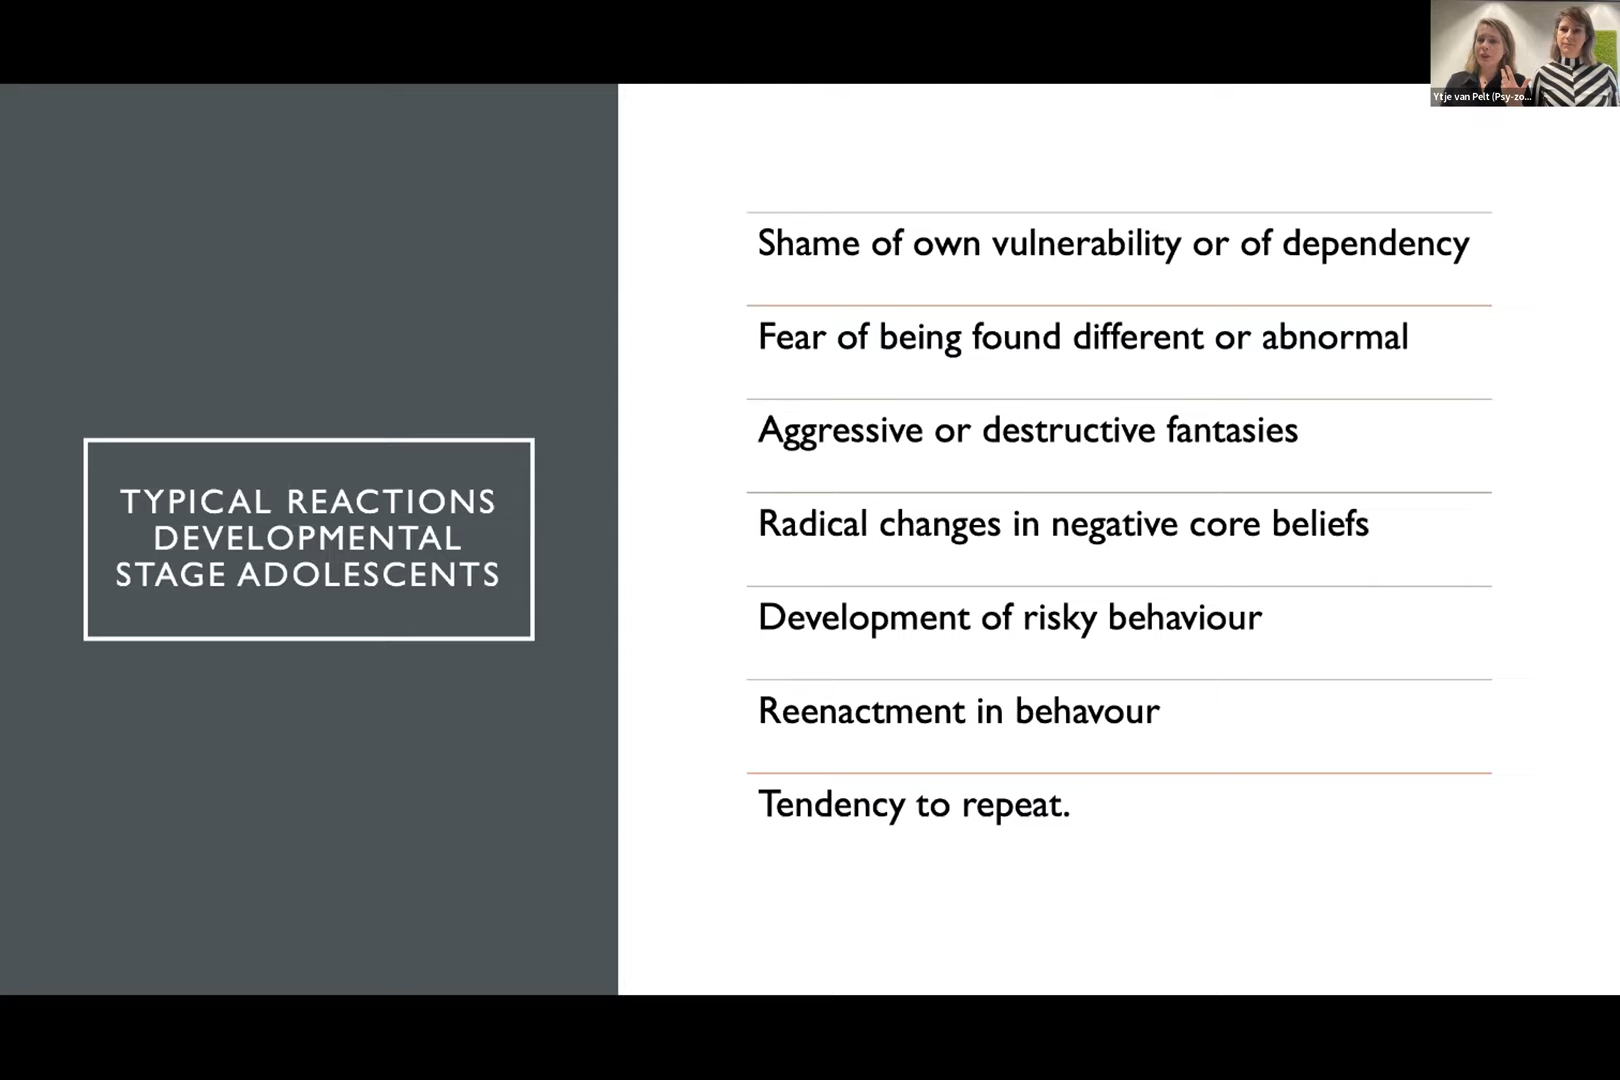 Ytje van Pelt (Psy-zo...
Shame of own vulnerability or of dependency
Fear of being found different or abnormal
Aggressive or destructive fantasies
Radical changes in negative core beliefs
Development of risky behaviour
Reenactment in behavour
Tendency to repeat.
TYPICAL REACTIONS
DEVELOPMENTAL
STAGE ADOLESCENTS